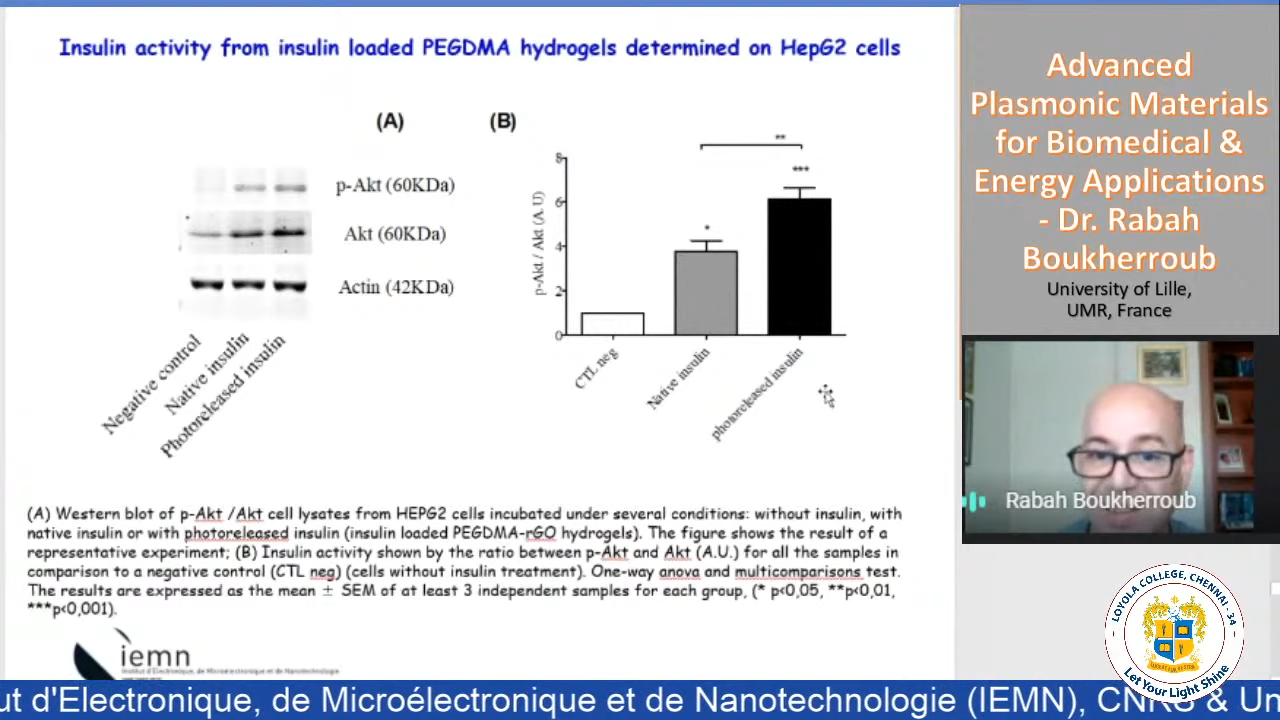 Insulin activity from insulin loaded PEGDMA hydrogels determined on HepG2 cells
(A)
p-Akt (60KDa)
Akt (60KDa)
Actin (42KDa)
Negative control
Native insulin
Photoreleased insulin
(B)
**
***
*
8
6
4
2
0
p-Akt / Akt (A.U)
CTL neg
Native insulin
photoreleased insulin
(A) Western blot of p-Akt /Akt cell lysates from HEPG2 cells incubated under several conditions: without insulin, with
native insulin or with photoreleased insulin (insulin loaded PEGDMA-rGO hydrogels). The figure shows the result of a
representative experiment; (B) Insulin activity shown by the ratio between p-Akt and Akt (A.U.) for all the samples in
comparison to a negative control (CTL neg) (cells without insulin treatment). One-way anova and multicomparisons test.
The results are expressed as the mean ± SEM of at least 3 independent samples for each group, (* p<0,05, **p<0,01,
***p<0,001).
iemn
Institut d'Electronique, de Microélectronique et de Nanotechnologie
Advanced
Plasmonic Materials
for Biomedical &
Energy Applications
- Dr. Rabah
Boukherroub
University of Lille,
UMR, France
Rabah Boukherroub
LOYOLA COLLEGE, CHENNAI - 34
Let Your Light Shine
ut d'Electronique, de Microélectronique et de Nanotechnologie (IEMN), CNRS & Un